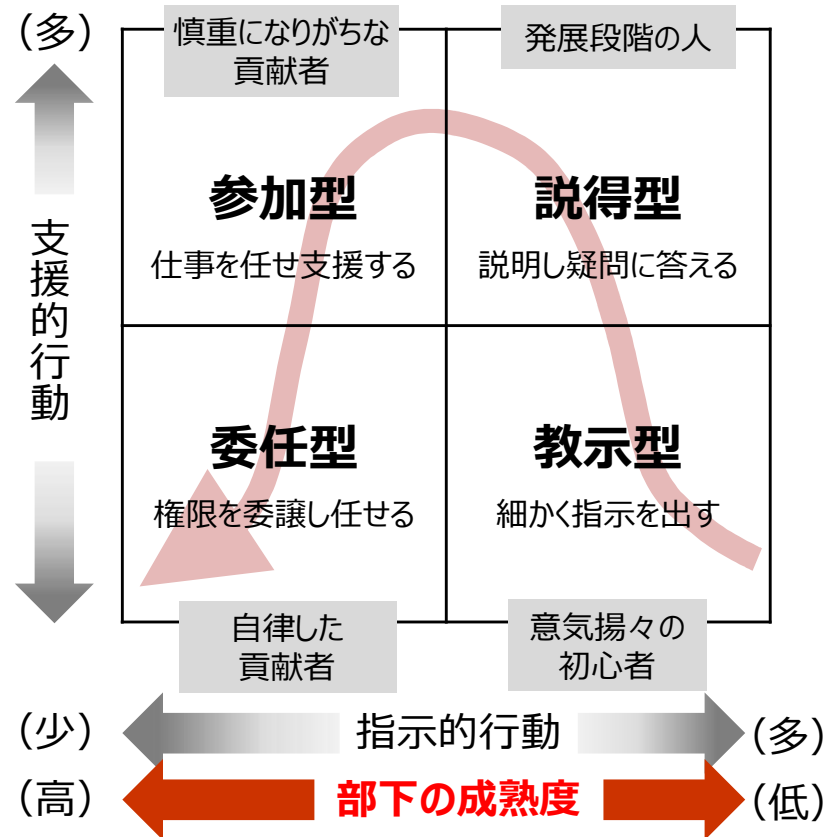 （多）
慎重になりがちな
貢献者
発展段階の人
参加型
仕事を任せ支援する
説得型
説明し疑問に答える
支援的行動
委任型
権限を委譲し任せる
教示型
細かく指示を出す
自律した
貢献者
意気揚々の
初心者
（少）
指示的行動
（多）
（高）
部下の成熟度
（低）